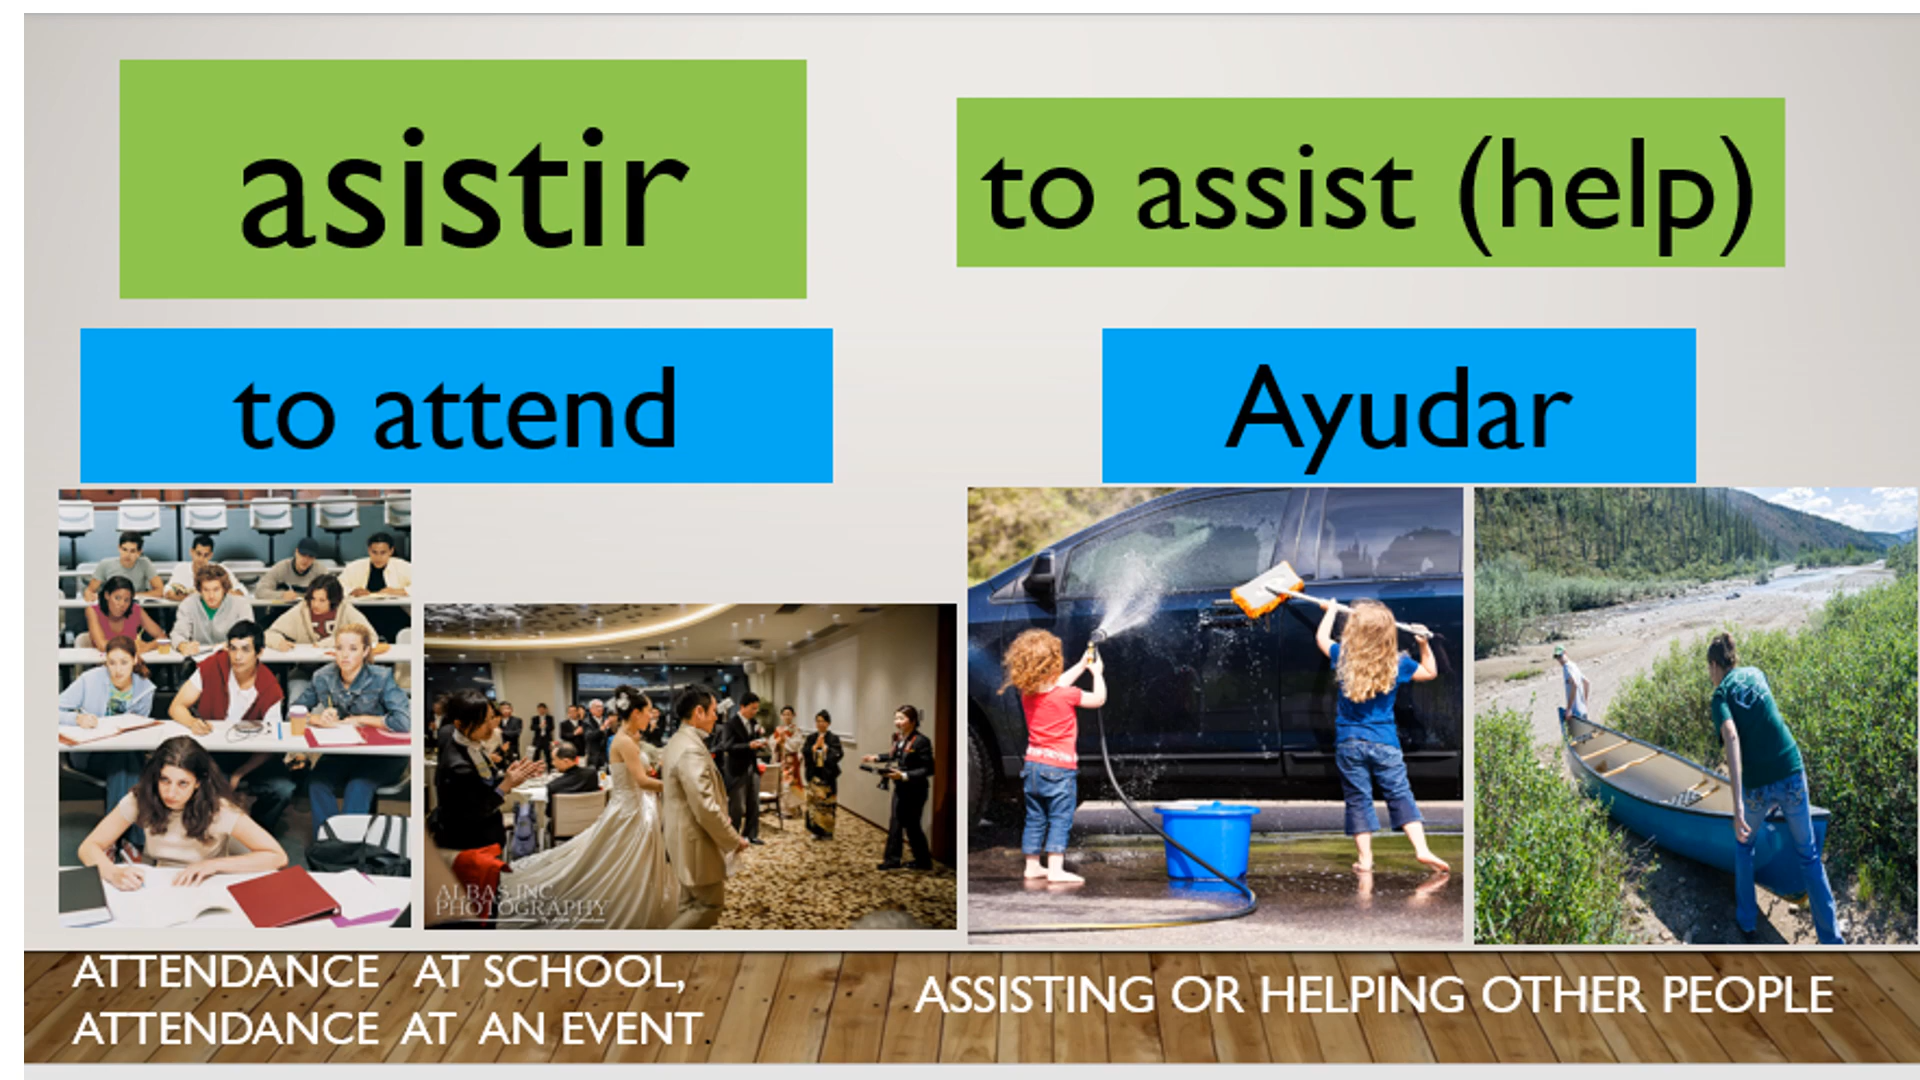 asistir
to assist (help)
to attend
Ayudar
ALBAS INC
PHOTOGRAPHY
ATTENDANCE AT SCHOOL,
ATTENDANCE AT AN EVENT.
ASSISTING OR HELPING OTHER PEOPLE